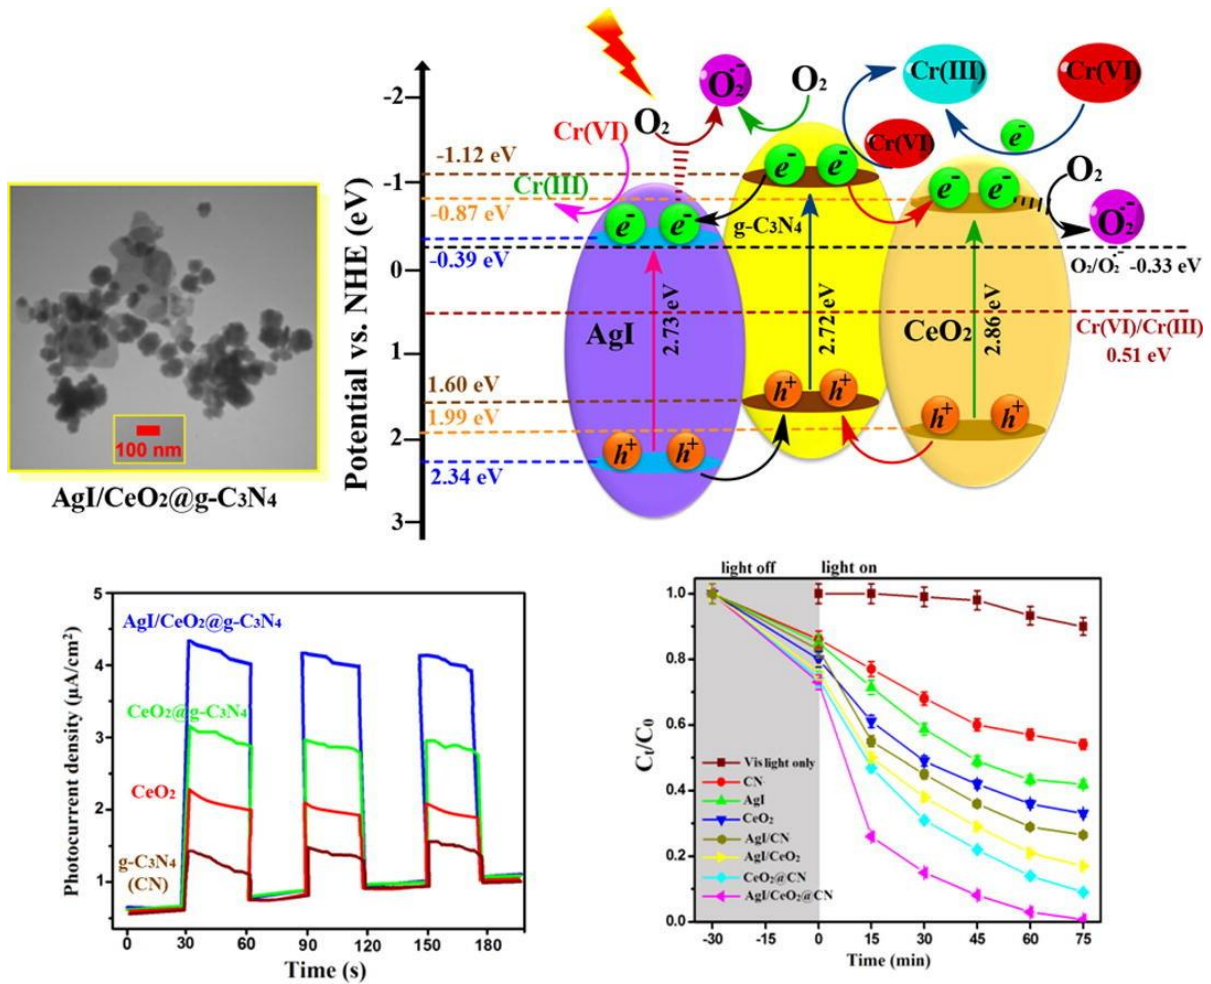 100 nm
AgI/CeO₂@g-C₃N₄
Potential vs. NHE (eV)
-2
-1
0
1
2
3
-1.12 eV
-0.87 eV
-0.39 eV
1.60 eV
1.99 eV
2.34 eV
Cr(VI)
Cr(III)
O₂
O₂·⁻
O₂
Cr(III)
Cr(VI)
Cr(VI)
e⁻
O₂
O₂·⁻
e⁻ e⁻
e⁻ e⁻
e⁻ e⁻
g-C₃N₄
O₂/O₂·⁻ -0.33 eV
AgI
2.73 eV
2.72 eV
CeO₂
2.86 eV
Cr(VI)/Cr(III)
0.51 eV
h⁺ h⁺
h⁺ h⁺
h⁺ h⁺
Photocurrent density (μA/cm²)
5
4
3
2
1
AgI/CeO₂@g-C₃N₄
CeO₂@g-C₃N₄
CeO₂
g-C₃N₄
(CN)
0 30 60 90 120 150 180
Time (s)
light off light on
Cₜ/C₀
1.0
0.8
0.6
0.4
0.2
0.0
Vis light only
CN
AgI
CeO₂
AgI/CN
AgI/CeO₂
CeO₂@CN
AgI/CeO₂@CN
-30 -15 0 15 30 45 60 75
Time (min)